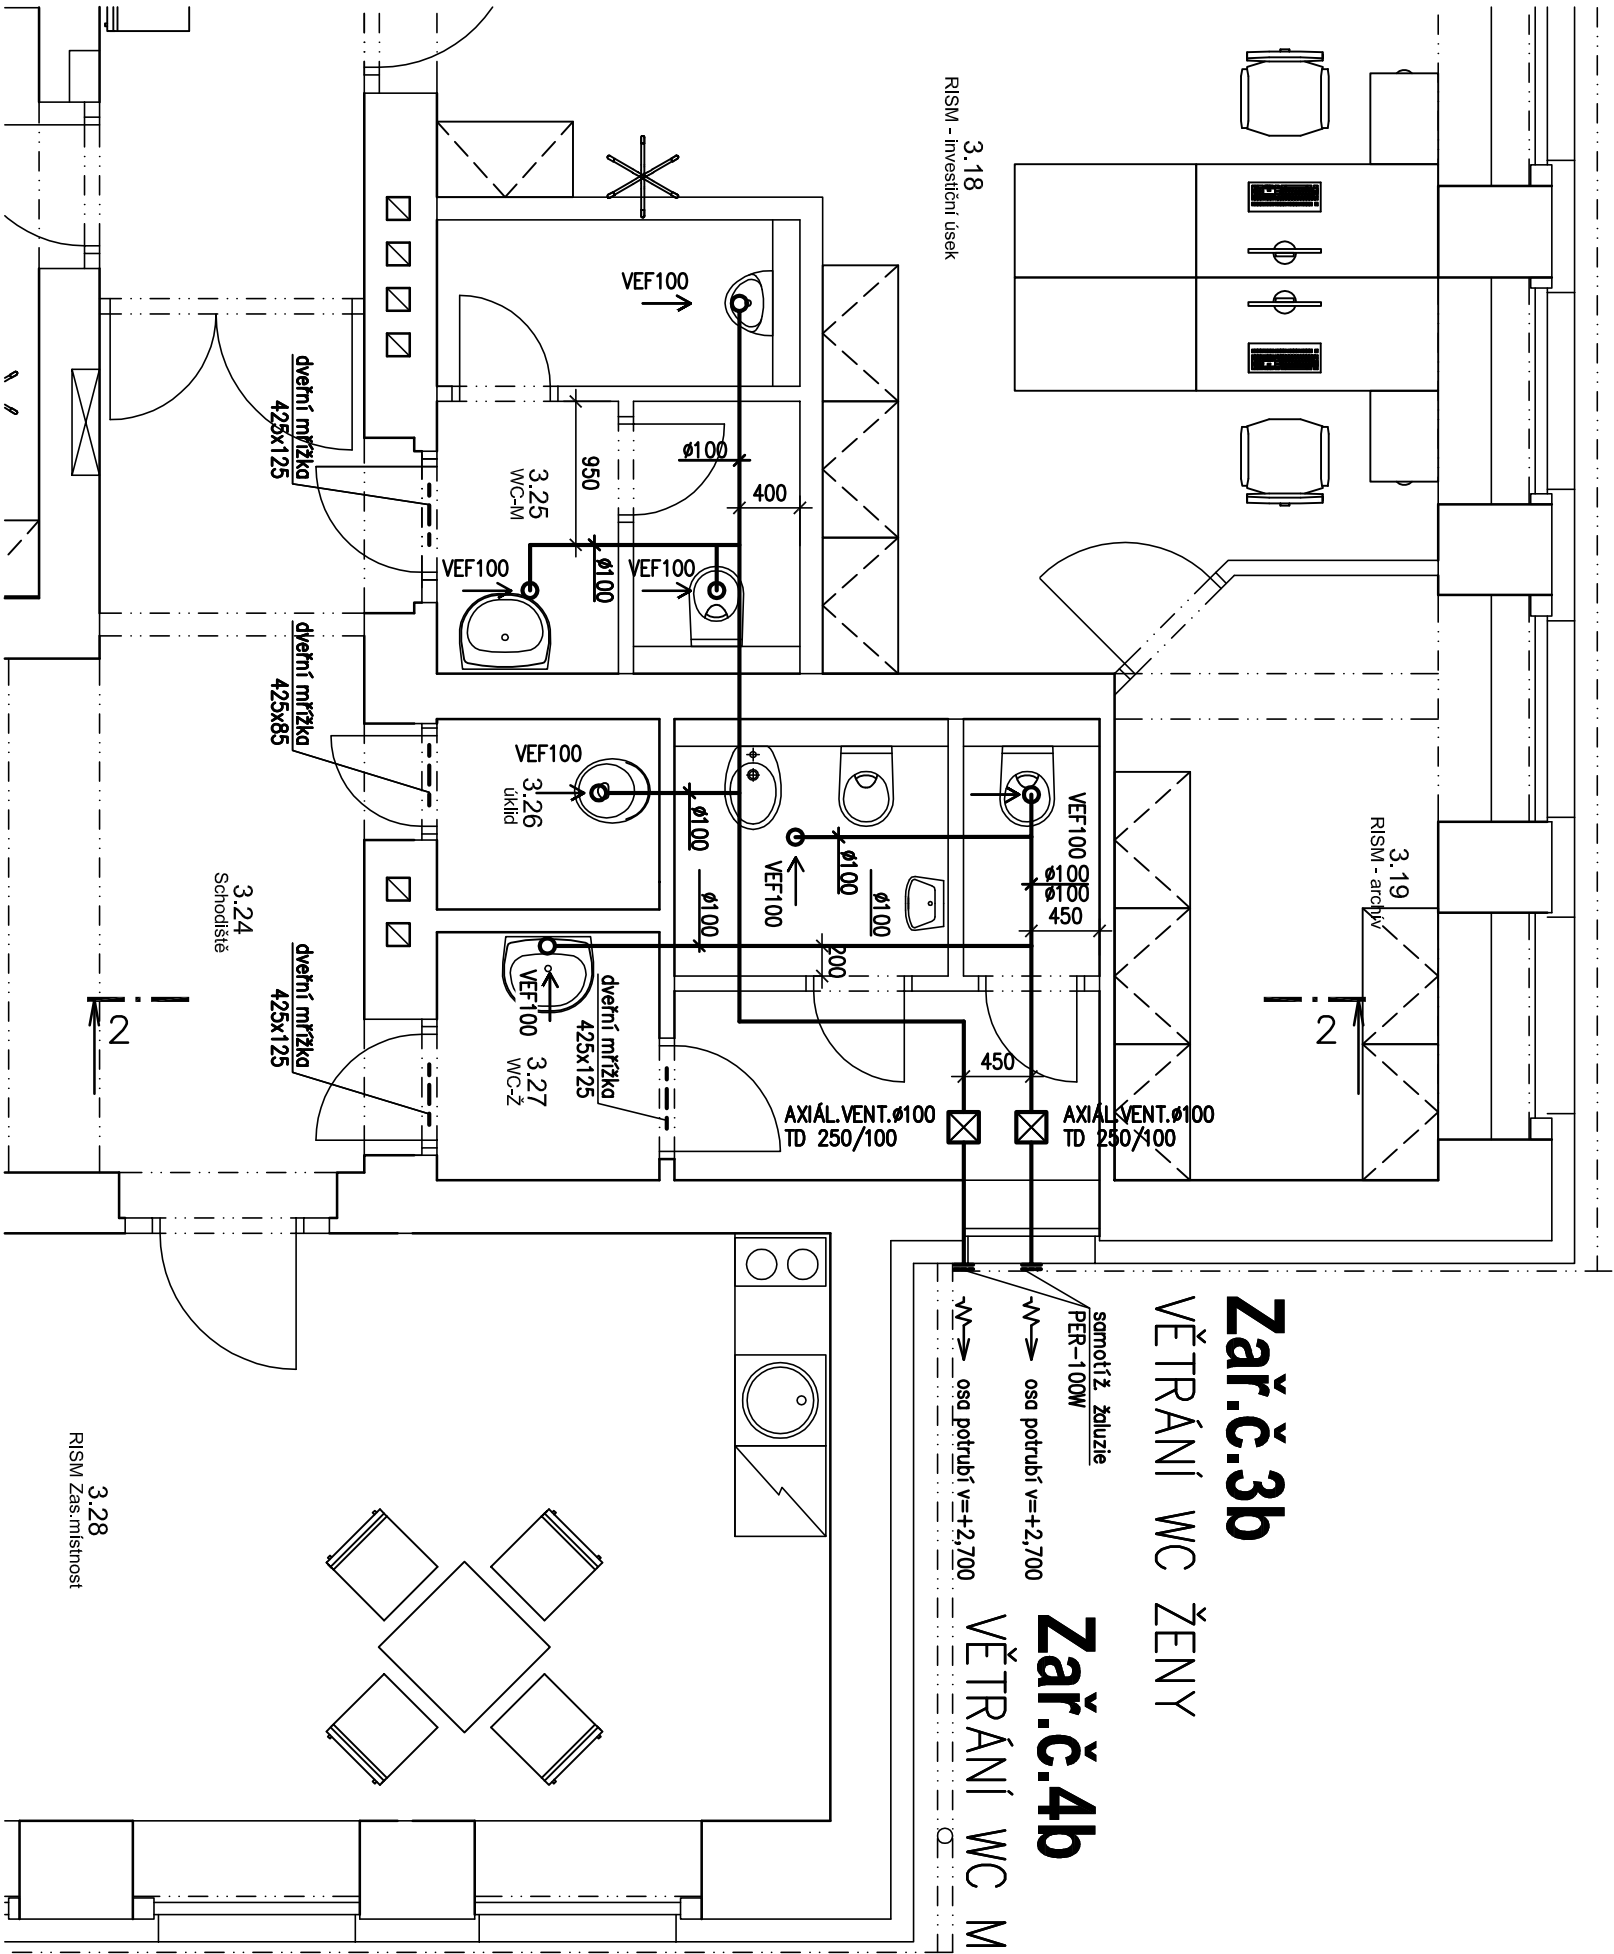 3.18
RISM - investiční úsek
VEF100
dveřní mřížka
425x125
ø100
950
400
3.25
WC-M
ø100
VEF100
VEF100
dveřní mřížka
425x85
VEF100
3.26
úklid
ø100
ø100
VEF100
ø100
ø100
VEF100
ø100
ø100
450
200
3.19
RISM - archiv
3.24
Schodiště
dveřní mřížka
425x125
VEF100
dveřní mřížka
425x125
3.27
WC-Ž
2
2
450
AXIÁL.VENT.ø100
TD 250/100
AXIÁL.VENT.ø100
TD 250/100
samotíž žaluzie
PER-100W
osa potrubí v=+2,700
osa potrubí v=+2,700
Zař.č.3b
VĚTRÁNÍ WC ŽENY
Zař.č.4b
VĚTRÁNÍ WC M
3.28
RISM Zas.místnost